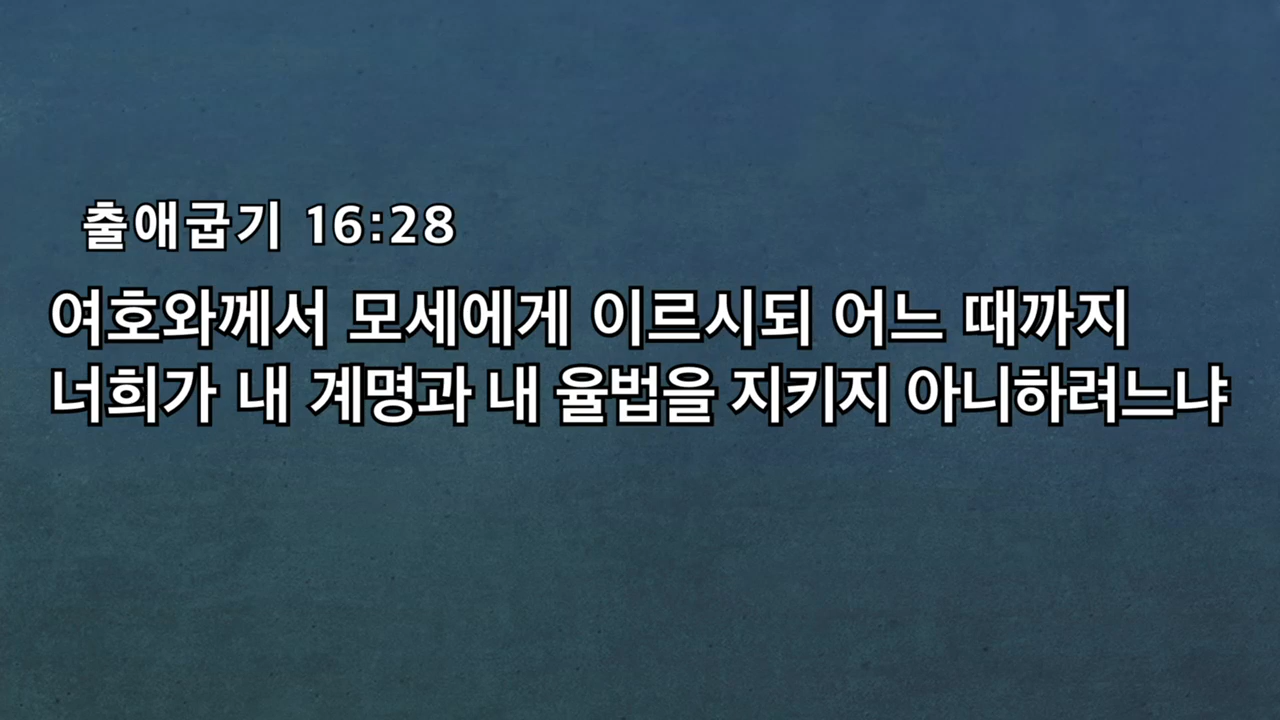 출애굽기 16:28
여호와께서 모세에게 이르시되 어느 때까지
너희가 내 계명과 내 율법을 지키지 아니하려느냐